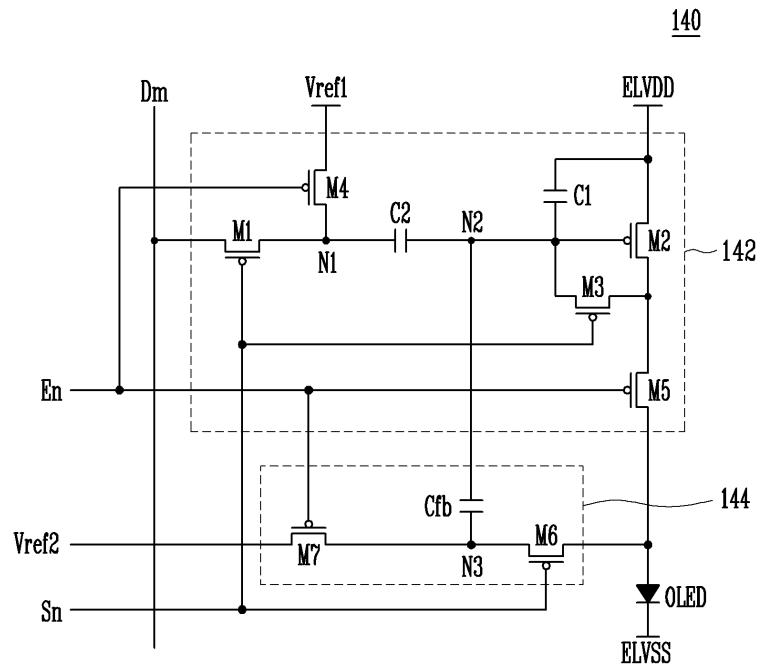 140
Dm
Vref1
ELVDD
M4
C1
M1
C2
N2
M2
N1
142
M3
En
M5
Cfb
144
Vref2
M7
M6
N3
Sn
OLED
ELVSS